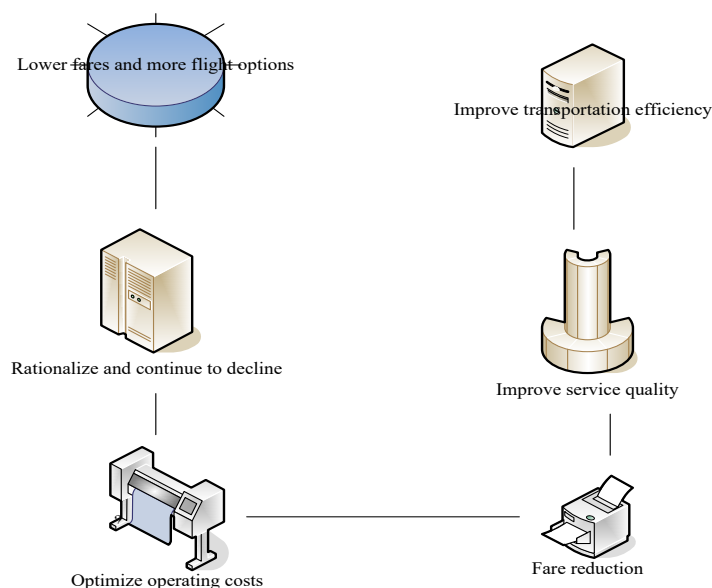 Lower fares and more flight options
Improve transportation efficiency
Rationalize and continue to decline
Improve service quality
Optimize operating costs
Fare reduction